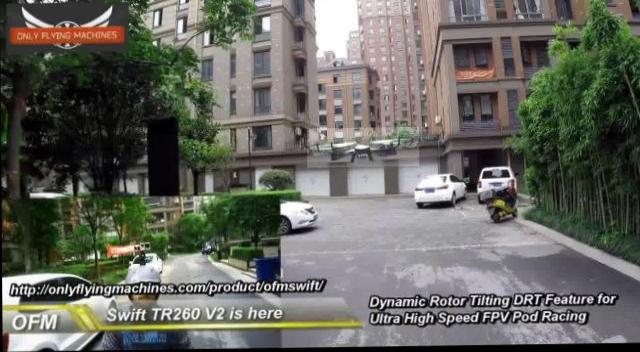 ONLY FLYING MACHINES
http://onlyflyingmachines.com/product/ofmswift/
OFM
Swift TR260 V2 is here
Dynamic Rotor Tilting DRT Feature for
Ultra High Speed FPV Pod Racing